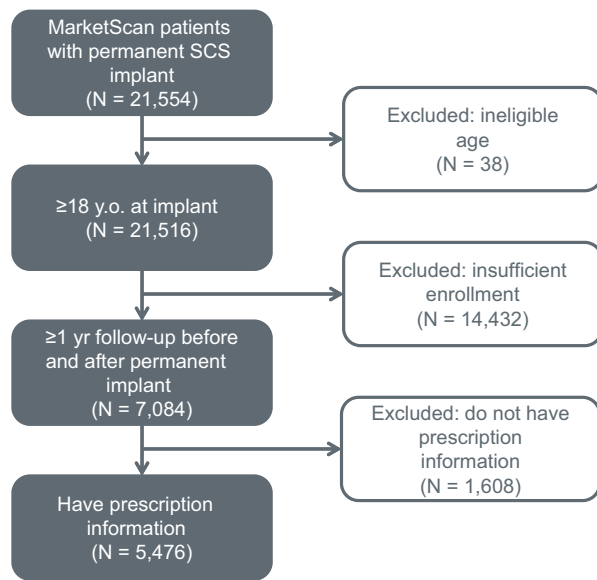 MarketScan patients
with permanent SCS
implant
(N = 21,554)
Excluded: ineligible
age
(N = 38)
≥18 y.o. at implant
(N = 21,516)
Excluded: insufficient
enrollment
(N = 14,432)
≥1 yr follow-up before
and after permanent
implant
(N = 7,084)
Excluded: do not have
prescription
information
(N = 1,608)
Have prescription
information
(N = 5,476)